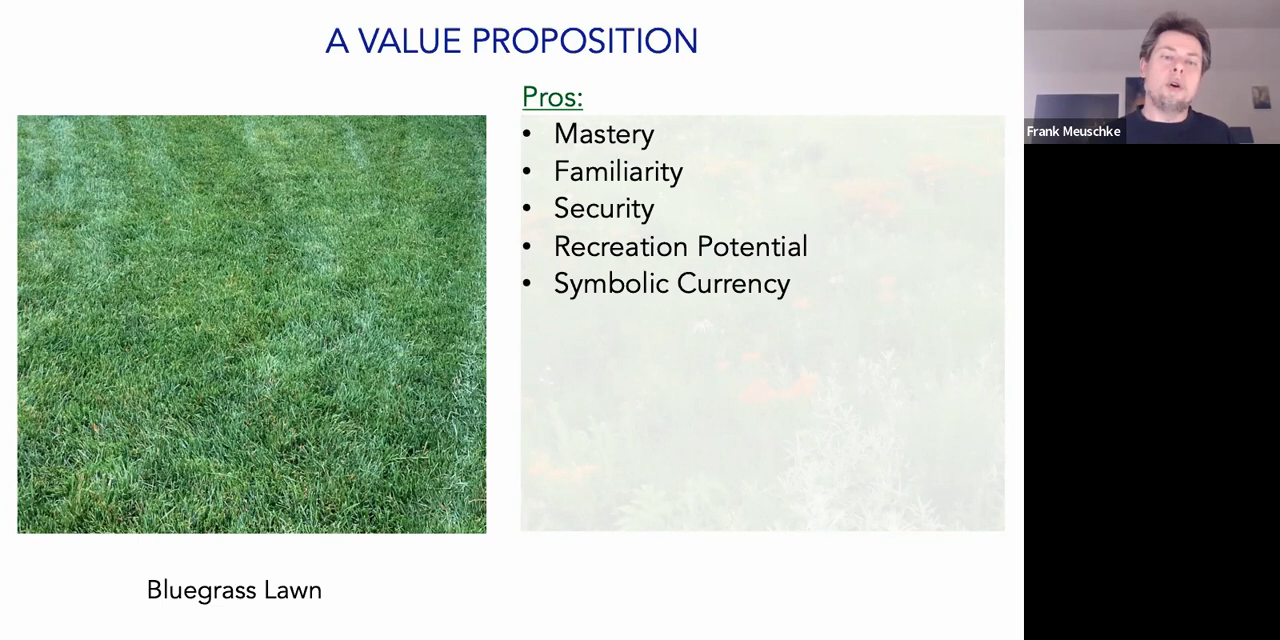 A VALUE PROPOSITION
Pros:
• Mastery
• Familiarity
• Security
• Recreation Potential
• Symbolic Currency
Bluegrass Lawn
Frank Meuschke